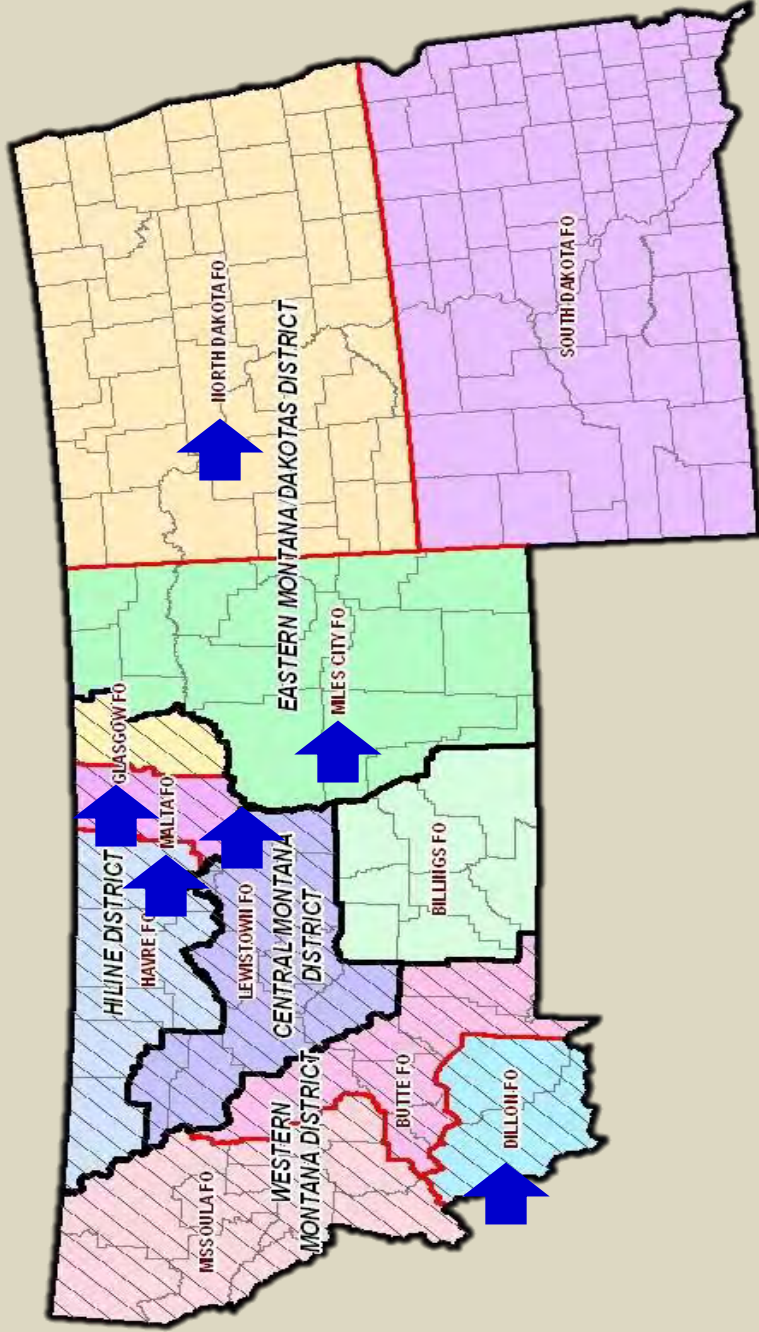 HILINE DISTRICT
GLASGOW FO
HAVRE FO
MALTA FO
MISSOULA FO
NORTH DAKOTA FO
LEWISTOWN FO
WESTERN
MONTANA DISTRICT
CENTRAL MONTANA
DISTRICT
EASTERN MONTANA/DAKOTAS DISTRICT
MILES CITY FO
BUTTE FO
BILLINGS FO
DILLON FO
SOUTH DAKOTA FO